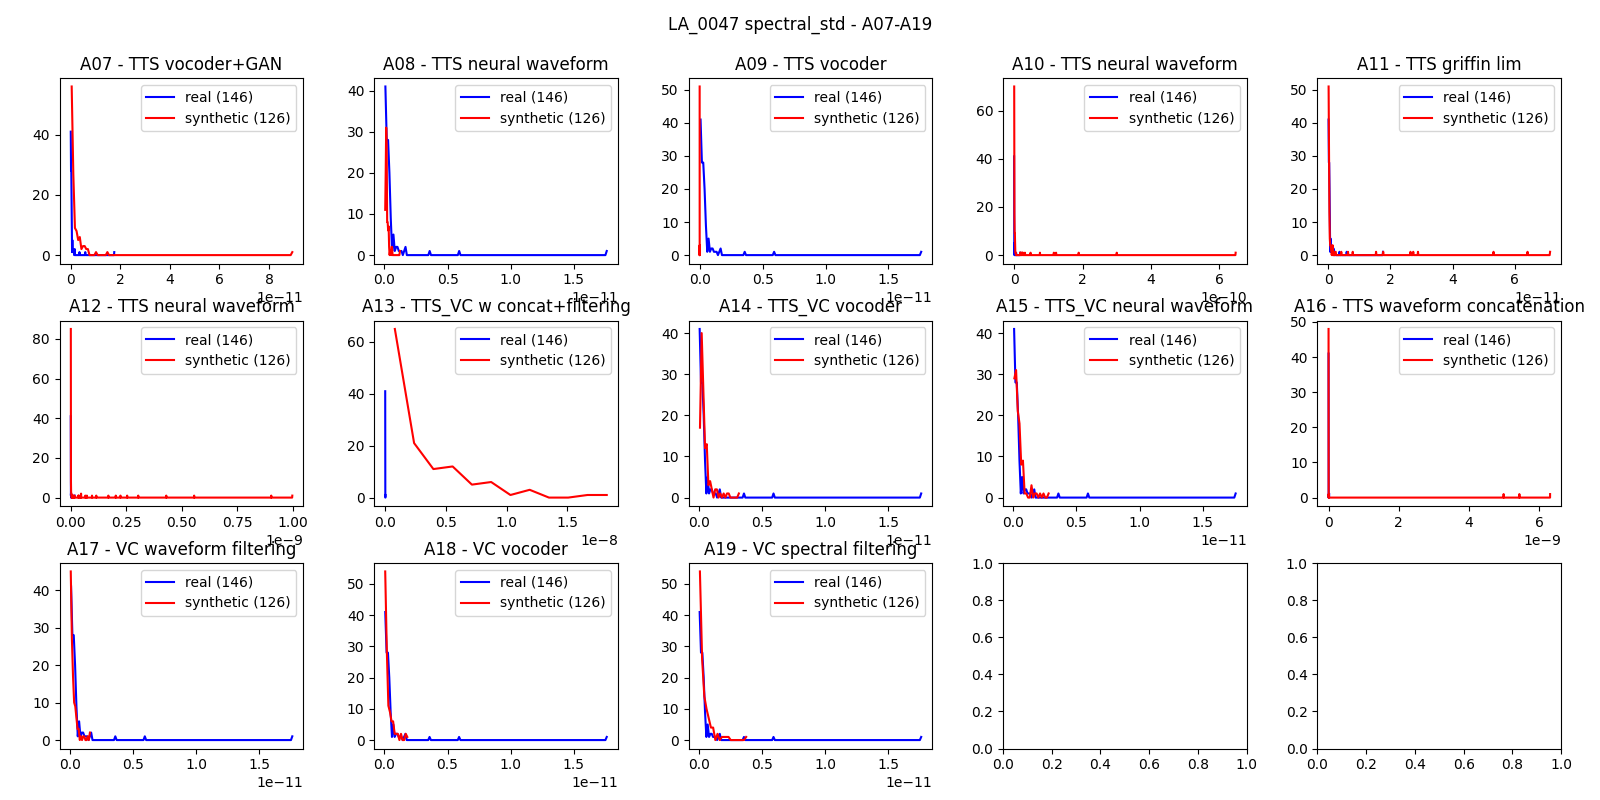 LA_0047 spectral_std - A07-A19
A07 - TTS vocoder+GAN
real (146)
synthetic (126)
0 20 40
0 2 4 6 8
1e−11
A08 - TTS neural waveform
real (146)
synthetic (126)
0 10 20 30 40
0.0 0.5 1.0 1.5
1e−11
A09 - TTS vocoder
real (146)
synthetic (126)
0 10 20 30 40 50
0.0 0.5 1.0 1.5
1e−11
A10 - TTS neural waveform
real (146)
synthetic (126)
0 20 40 60
0 2 4 6
1e−10
A11 - TTS griffin lim
real (146)
synthetic (126)
0 10 20 30 40 50
0 2 4 6
1e−11
A12 - TTS neural waveform
real (146)
synthetic (126)
0 20 40 60 80
0.00 0.25 0.50 0.75 1.00
1e−9
A13 - TTS_VC w concat+filtering
real (146)
synthetic (126)
0 20 40 60
0.0 0.5 1.0 1.5
1e−8
A14 - TTS_VC vocoder
real (146)
synthetic (126)
0 10 20 30 40
0.0 0.5 1.0 1.5
1e−11
A15 - TTS_VC neural waveform
real (146)
synthetic (126)
0 10 20 30 40
0.0 0.5 1.0 1.5
1e−11
A16 - TTS waveform concatenation
real (146)
synthetic (126)
0 10 20 30 40 50
0 2 4 6
1e−9
A17 - VC waveform filtering
real (146)
synthetic (126)
0 10 20 30 40
0.0 0.5 1.0 1.5
1e−11
A18 - VC vocoder
real (146)
synthetic (126)
0 10 20 30 40 50
0.0 0.5 1.0 1.5
1e−11
A19 - VC spectral filtering
real (146)
synthetic (126)
0 10 20 30 40 50
0.0 0.5 1.0 1.5
1e−11
0.0 0.2 0.4 0.6 0.8 1.0
0.0 0.2 0.4 0.6 0.8 1.0
0.0 0.2 0.4 0.6 0.8 1.0
0.0 0.2 0.4 0.6 0.8 1.0